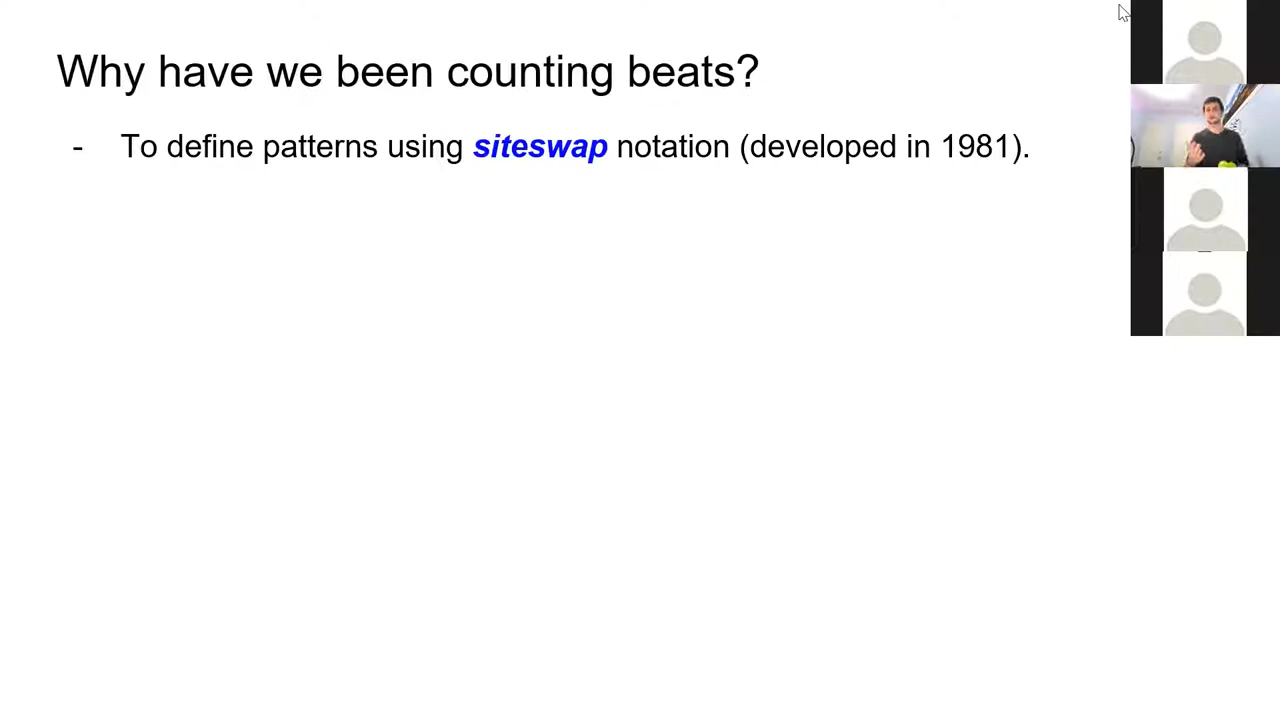 Why have we been counting beats?
- To define patterns using siteswap notation (developed in 1981).